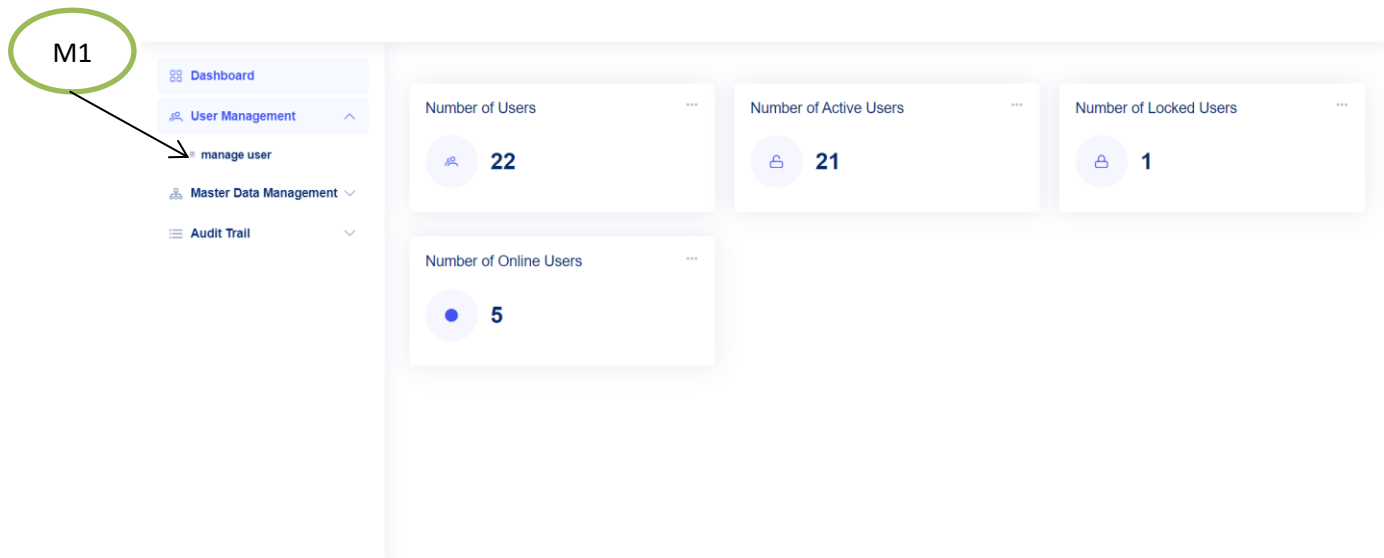 M1
Dashboard
User Management
manage user
Master Data Management
Audit Trail
Number of Users
22
Number of Active Users
21
Number of Locked Users
1
Number of Online Users
5